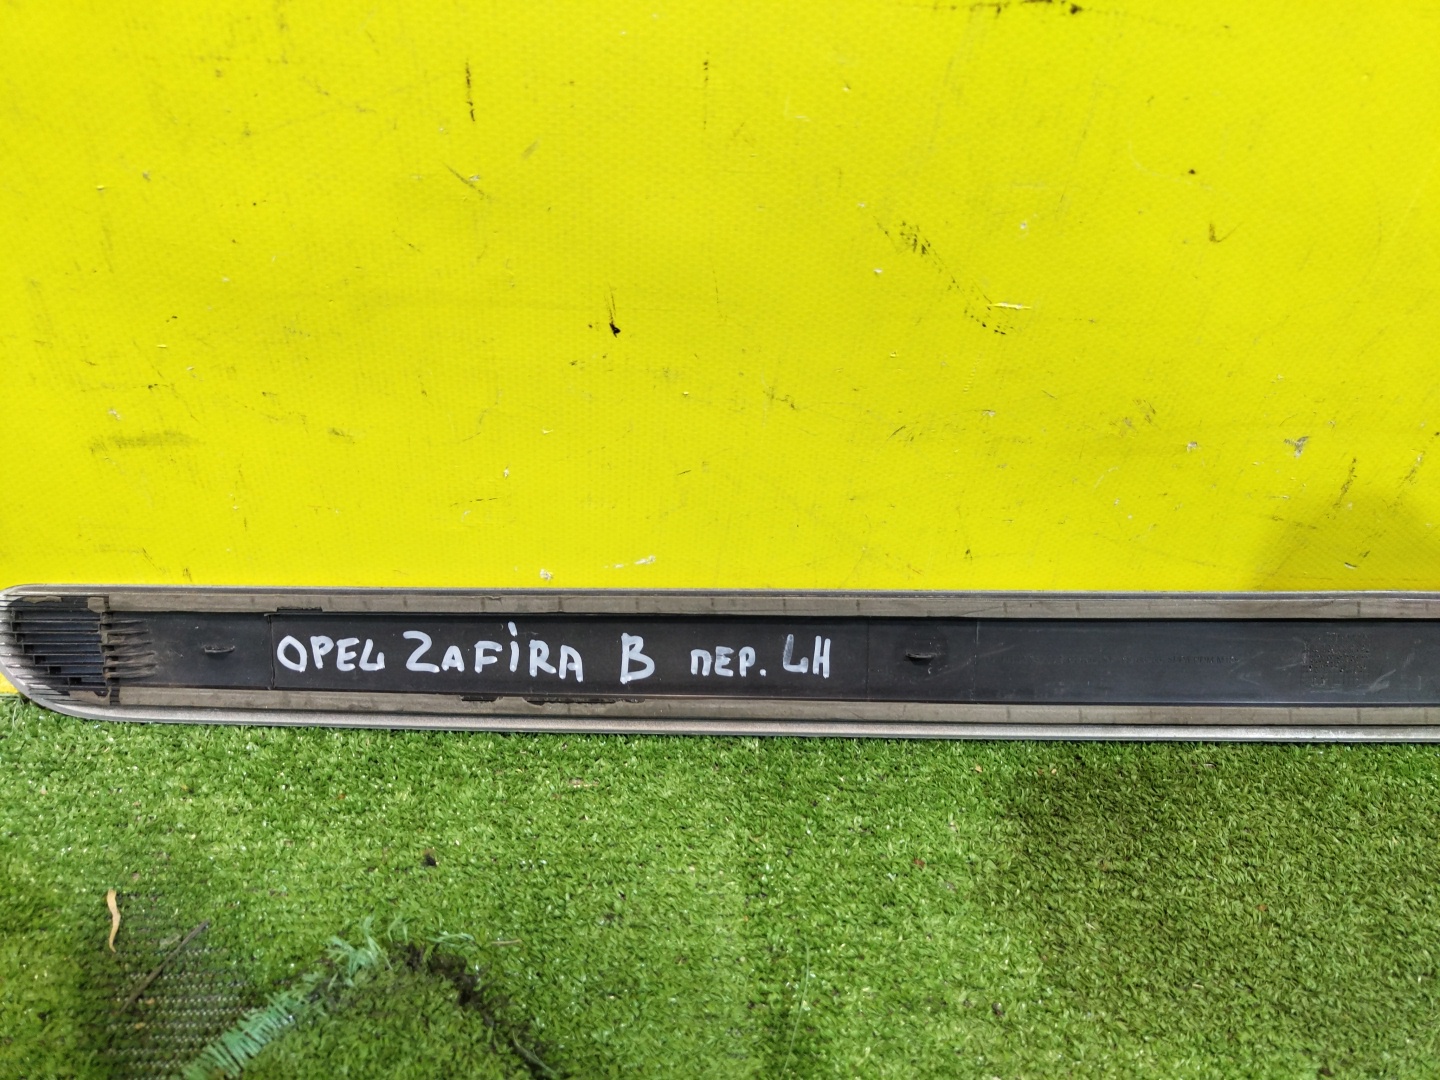 OPEL ZAFiRA B ПЕР. LH